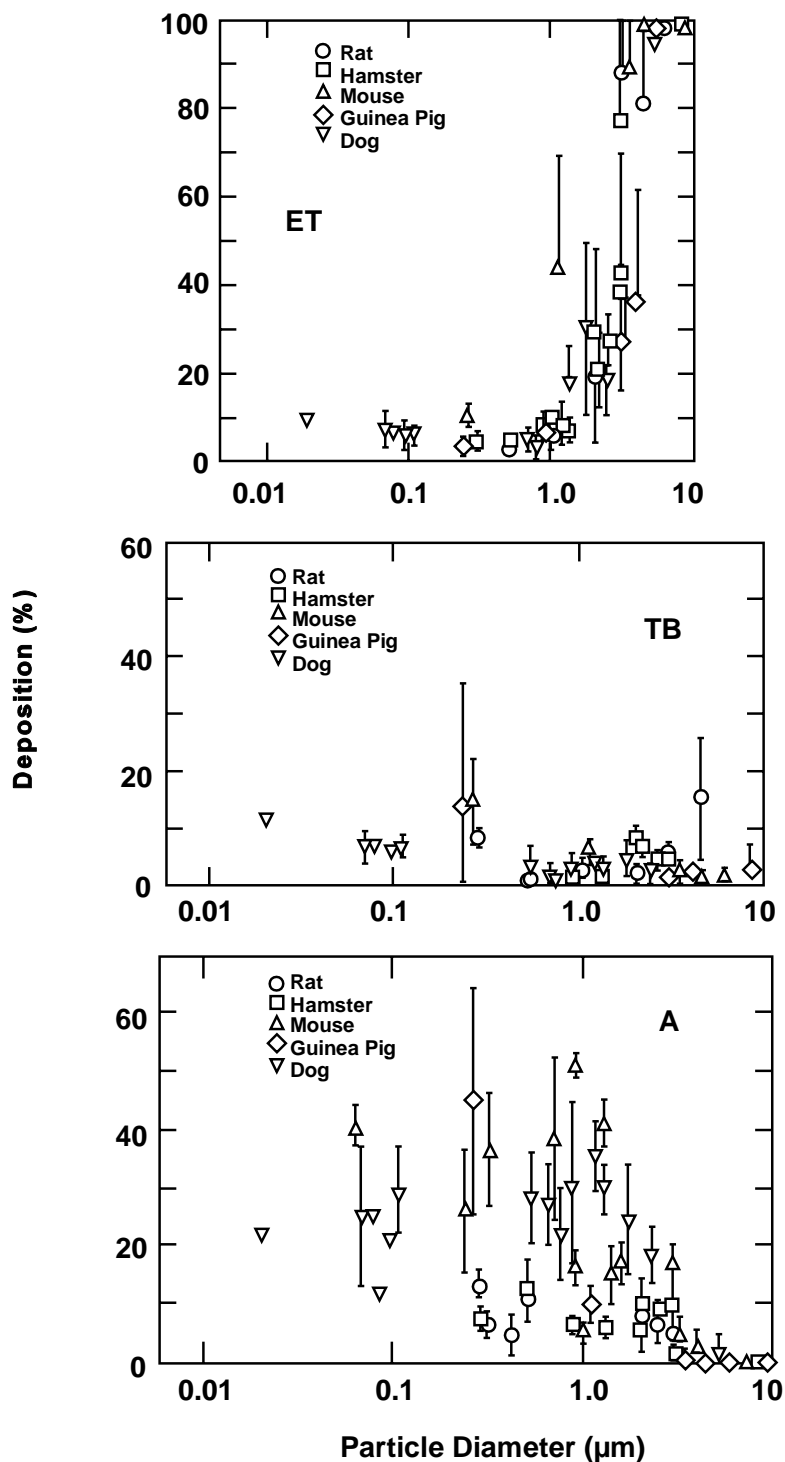 100
80
60
40
20
0
Rat
Hamster
Mouse
Guinea Pig
Dog
ET
0.01 0.1 1.0 10
60
40
20
0
Rat
Hamster
Mouse
Guinea Pig
Dog
TB
0.01 0.1 1.0 10
Deposition (%)
60
40
20
0
Rat
Hamster
Mouse
Guinea Pig
Dog
A
0.01 0.1 1.0 10
Particle Diameter (µm)